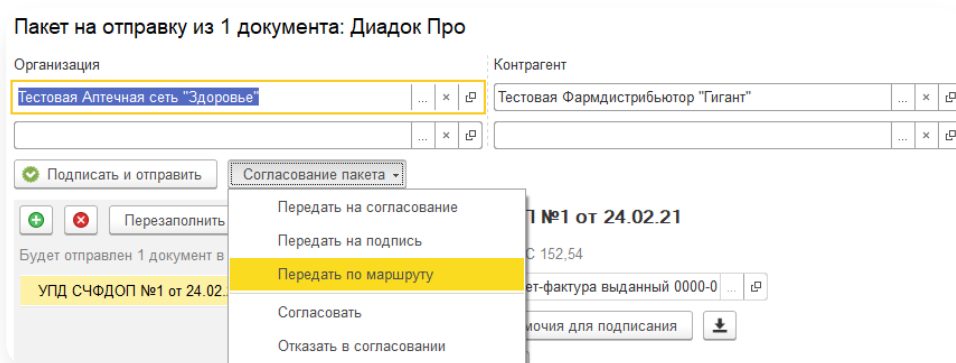 Пакет на отправку из 1 документа: Диадок Про
Организация
Контрагент
Тестовая Аптечная сеть "Здоровье"
Тестовая Фармдистрибьютор "Гигант"
Подписать и отправить
Согласование пакета
Передать на согласование
Перезаполнить
№1 от 24.02.21
Передать на подпись
Будет отправлен 1 документ в
152,54
Передать по маршруту
УПД СЧФДОП №1 от 24.02.
ет-фактура выданный 0000-0
Согласовать
мочия для подписания
Отказать в согласовании